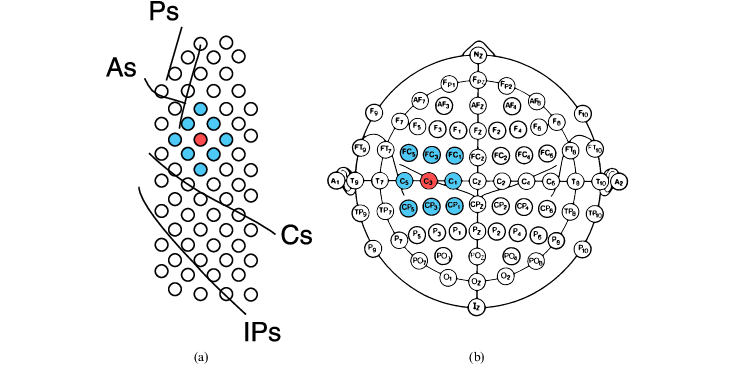 Ps
As
Cs
IPs
(a)
Nz
FP1 FPz FP2
AF7 AF3 AFz AF4 AF8
F9 F7 F5 F3 F1 Fz F2 F4 F6 F8 F10
FT9 FT7 FC5 FC3 FC1 FCz FC2 FC4 FC6 FT8 FT10
A1 T9 T7 C5 C3 C1 Cz C2 C4 C6 T8 T10 A2
TP9 TP7 CP5 CP3 CP1 CPz CP2 CP4 CP6 TP8 TP10
P9 P7 P5 P3 P1 Pz P2 P4 P6 P8 P10
PO7 POz PO8
O1 Oz O2
Iz
(b)